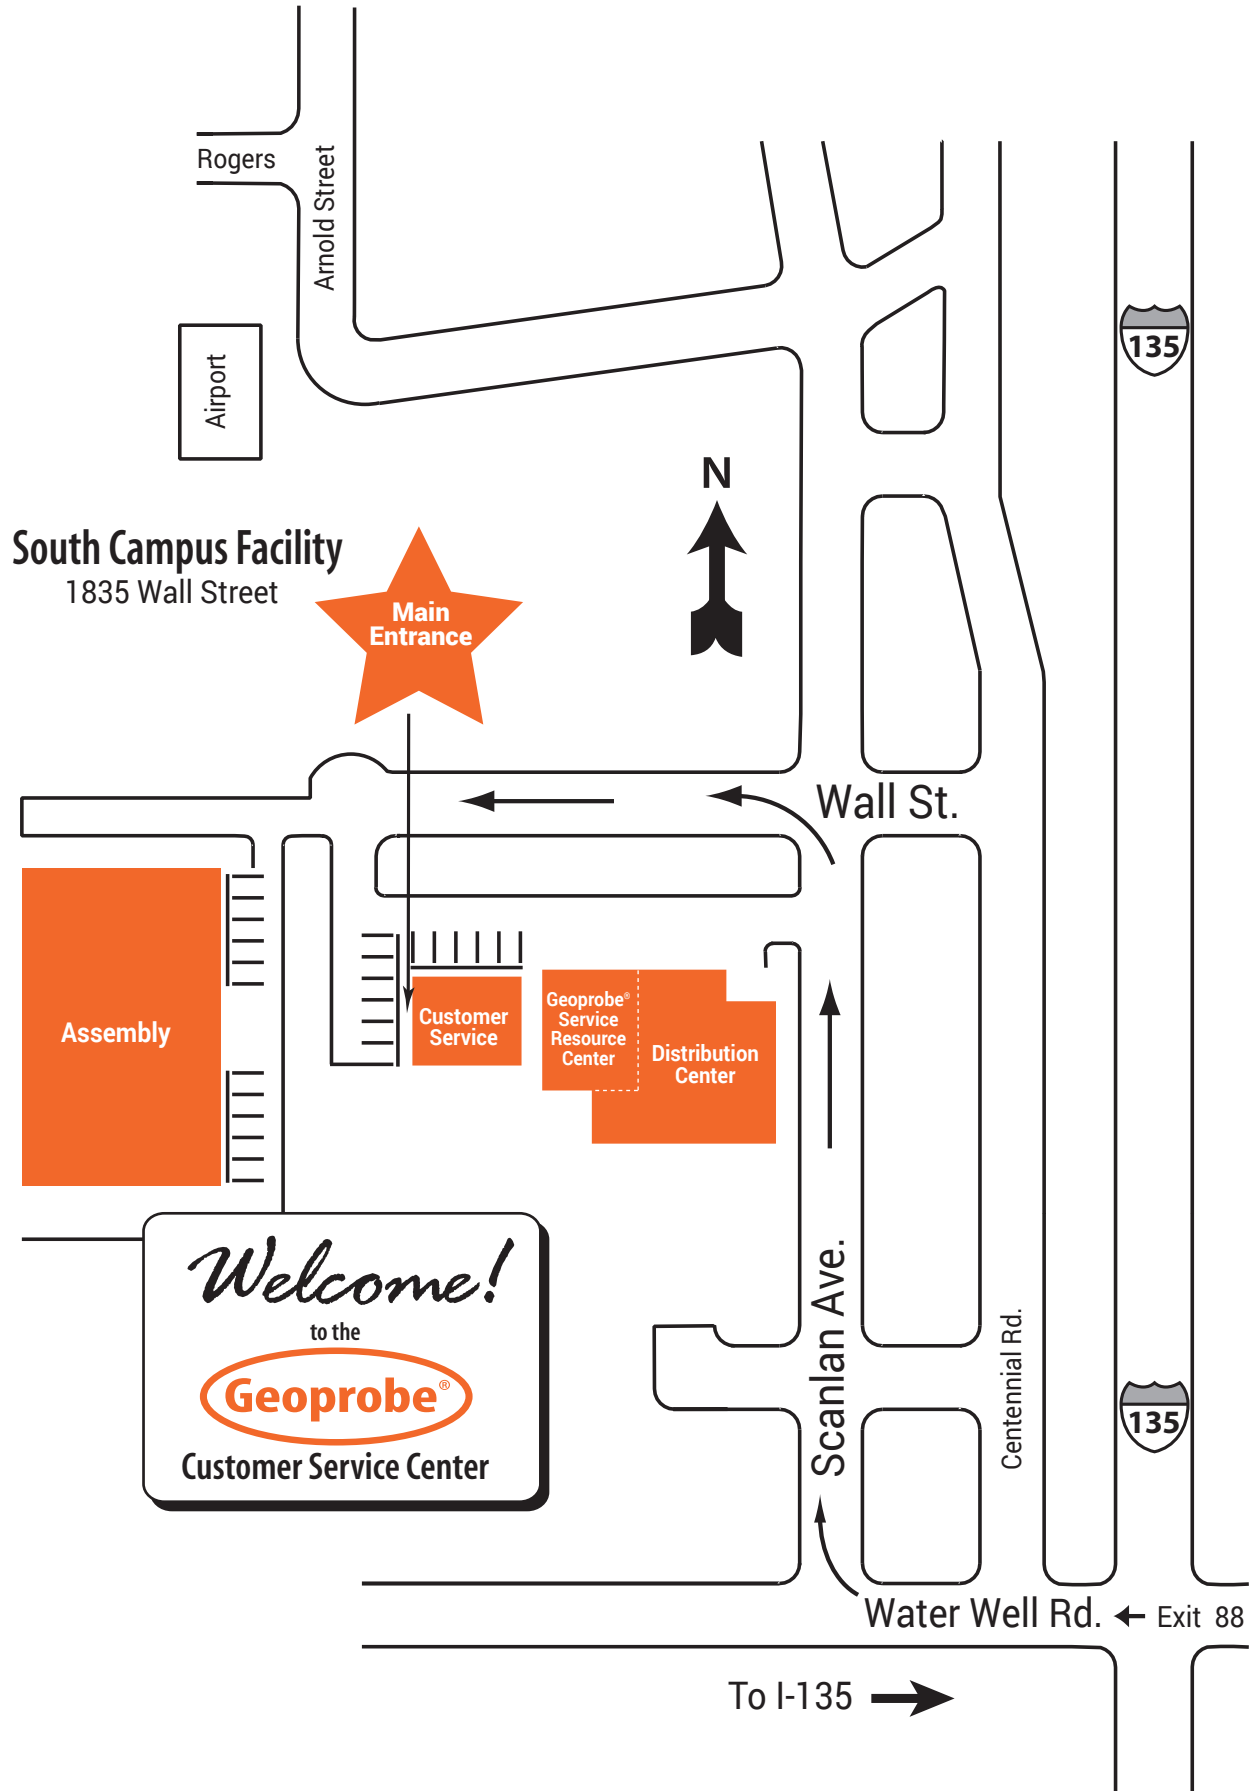 Rogers
Arnold Street
135
Airport
N
South Campus Facility
1835 Wall Street
Main
Entrance
Wall St.
Assembly
Customer
Service
Geoprobe®
Service
Resource
Center
Distribution
Center
Welcome!
to the
Geoprobe®
Customer Service Center
Scanlan Ave.
Centennial Rd.
135
Water Well Rd.
Exit 88
To I-135